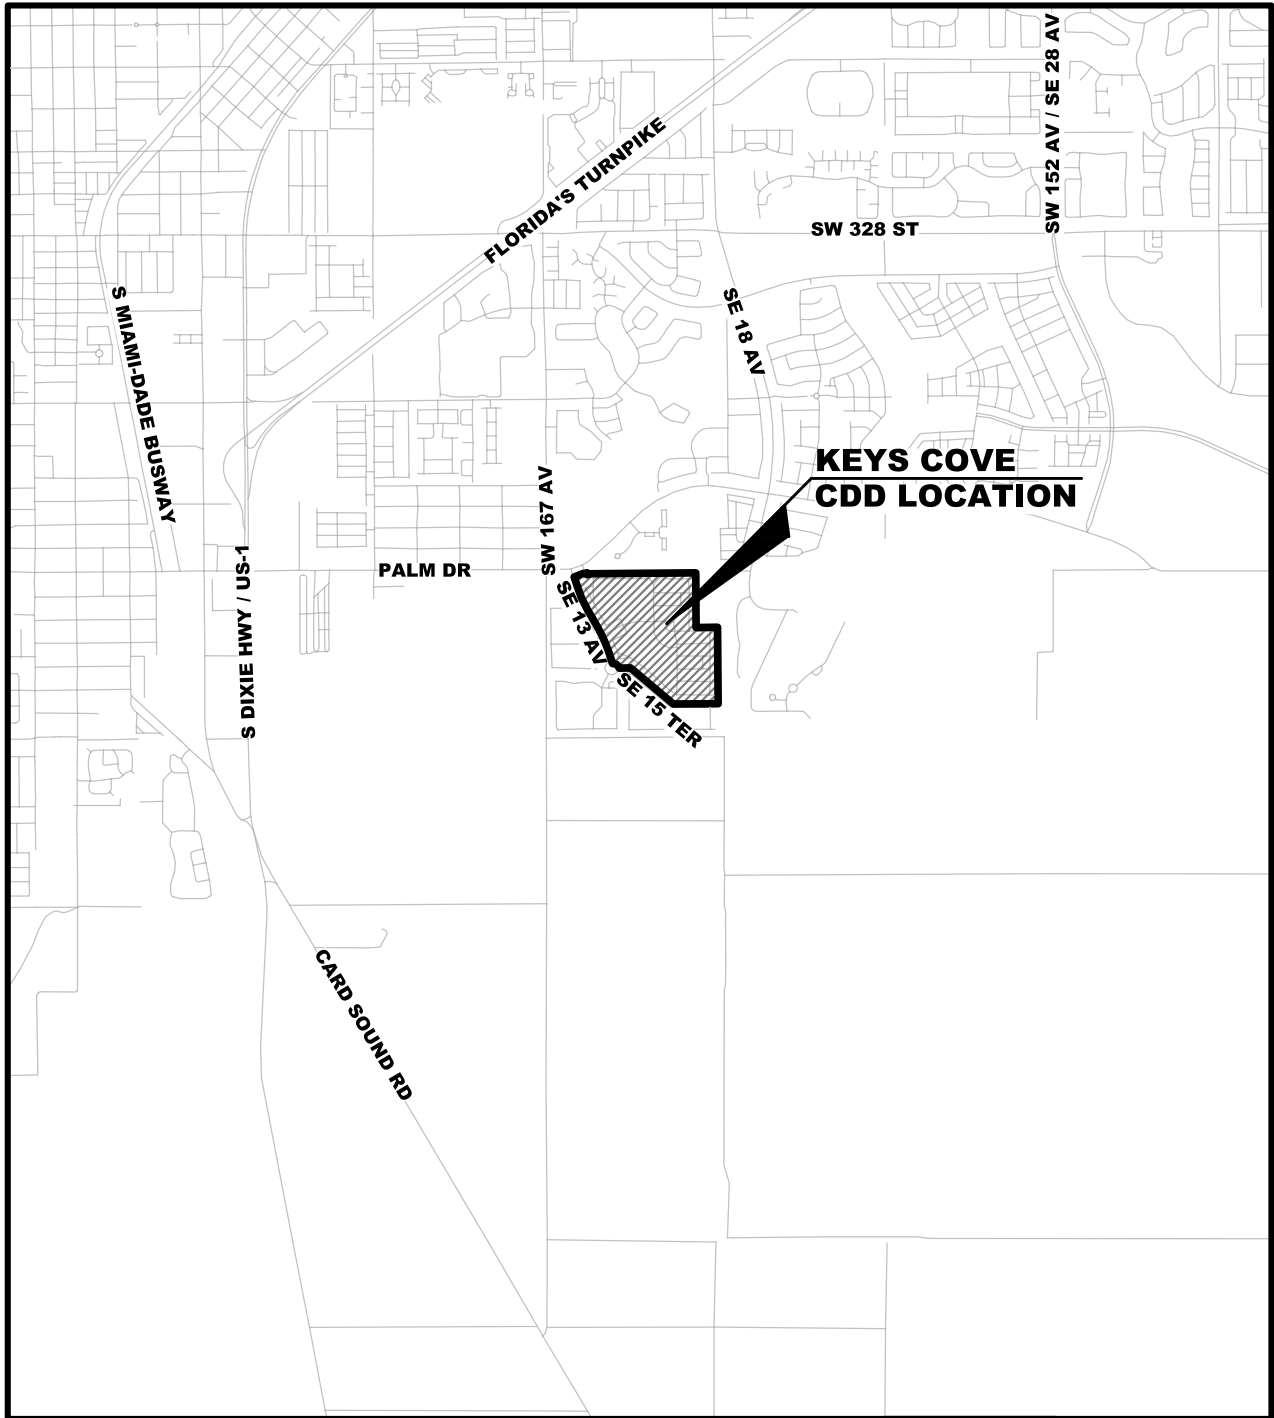 SW 152 AV / SE 28 AV
FLORIDA'S TURNPIKE
SW 328 ST
S MIAMI-DADE BUSWAY
SE 18 AV
KEYS COVE
CDD LOCATION
SW 167 AV
PALM DR
S DIXIE HWY / US-1
SE 13 AV
SE 15 TER
CARD SOUND RD